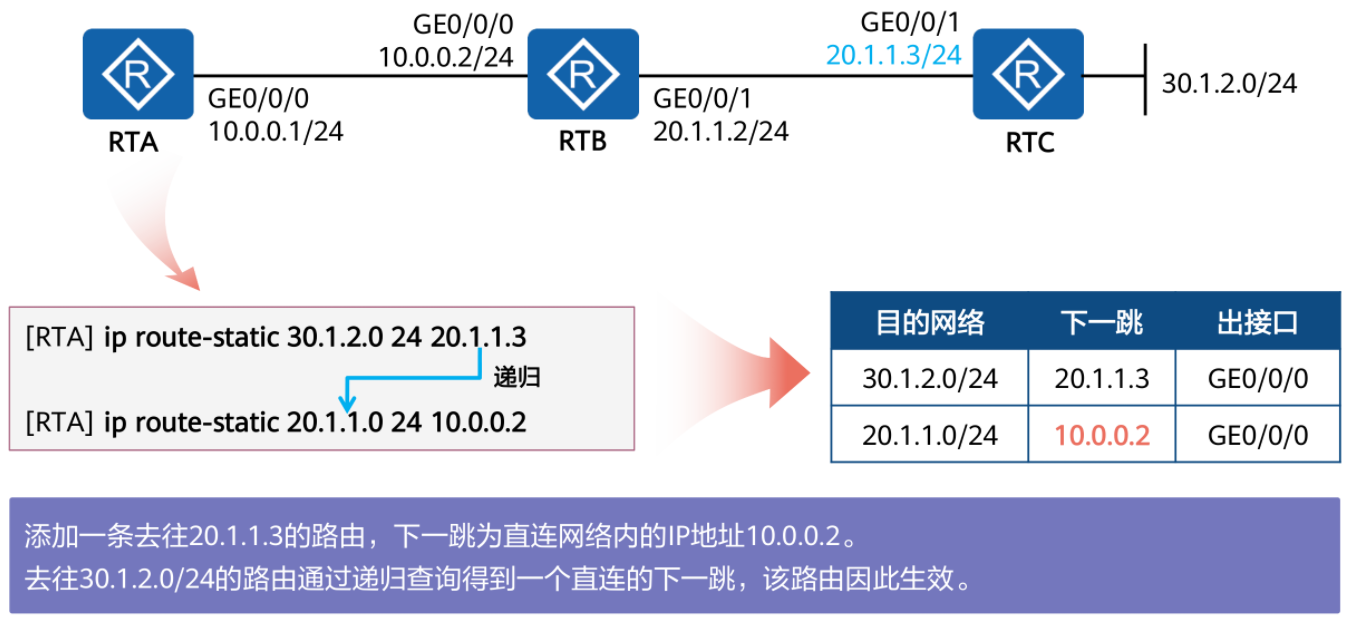 GE0/0/0
10.0.0.2/24
GE0/0/1
20.1.1.3/24
R
R
R
30.1.2.0/24
GE0/0/0
10.0.0.1/24
GE0/0/1
20.1.1.2/24
RTA
RTB
RTC
[RTA] ip route-static 30.1.2.0 24 20.1.1.3
递归
[RTA] ip route-static 20.1.1.0 24 10.0.0.2
目的网络 下一跳 出接口
30.1.2.0/24 20.1.1.3 GE0/0/0
20.1.1.0/24 10.0.0.2 GE0/0/0
添加一条去往20.1.1.3的路由，下一跳为直连网络内的IP地址10.0.0.2。
去往30.1.2.0/24的路由通过递归查询得到一个直连的下一跳，该路由因此生效。